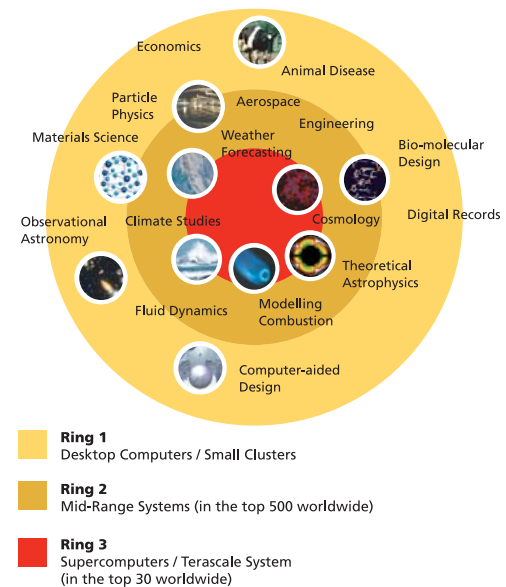 Economics
Animal Disease
Particle
Physics
Aerospace
Engineering
Materials Science
Weather
Forecasting
Bio-molecular
Design
Observational
Astronomy
Climate Studies
Cosmology
Digital Records
Theoretical
Astrophysics
Fluid Dynamics
Modelling
Combustion
Computer-aided
Design
Ring 1
Desktop Computers / Small Clusters
Ring 2
Mid-Range Systems (in the top 500 worldwide)
Ring 3
Supercomputers / Terascale System
(in the top 30 worldwide)